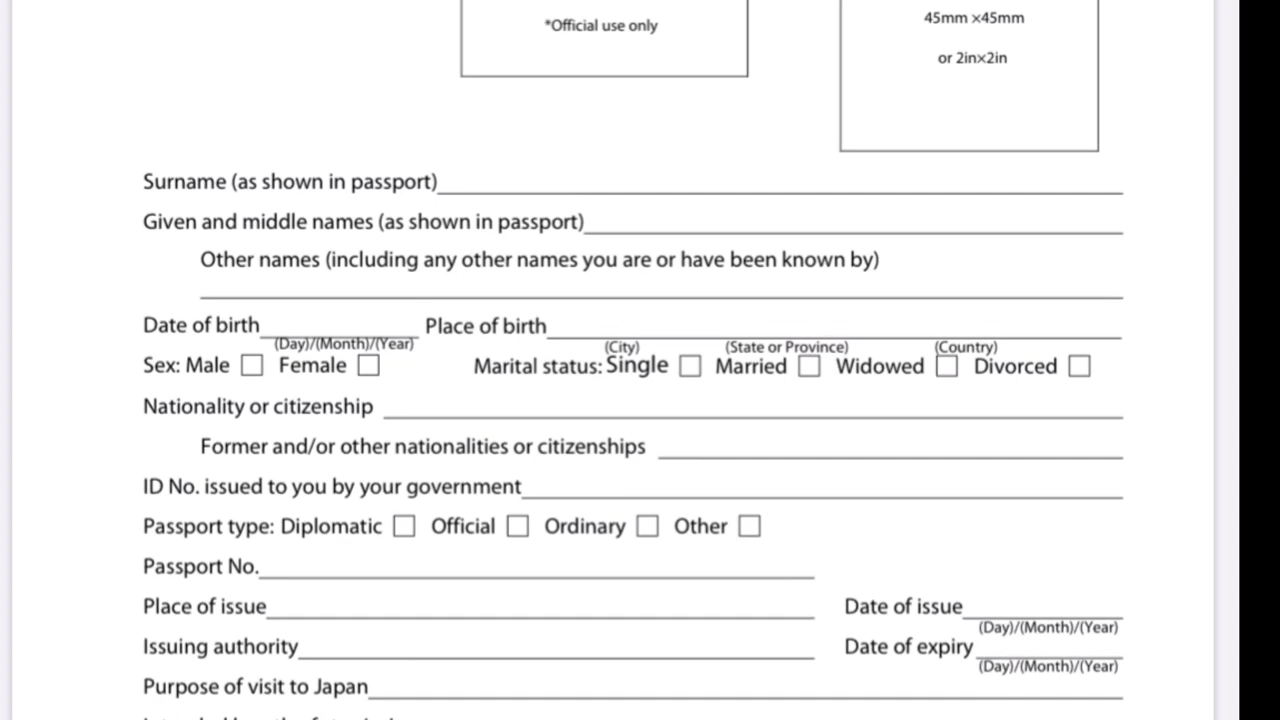 *Official use only
45mm ×45mm
or 2in×2in
Surname (as shown in passport)
Given and middle names (as shown in passport)
Other names (including any other names you are or have been known by)
Date of birth Place of birth
(Day)/(Month)/(Year) (City) (State or Province) (Country)
Sex: Male Female Marital status: Single Married Widowed Divorced
Nationality or citizenship
Former and/or other nationalities or citizenships
ID No. issued to you by your government
Passport type: Diplomatic Official Ordinary Other
Passport No.
Place of issue Date of issue
(Day)/(Month)/(Year)
Issuing authority Date of expiry
(Day)/(Month)/(Year)
Purpose of visit to Japan